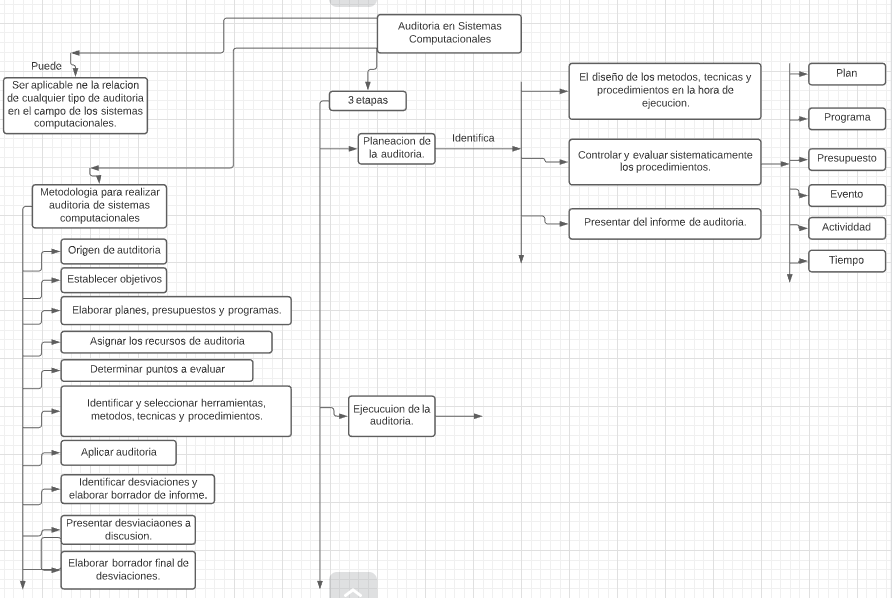 Auditoria en Sistemas
Computacionales
Puede
Ser aplicable ne la relacion
de cualquier tipo de auditoria
en el campo de los sistemas
computacionales.
3 etapas
Planeacion de
la auditoria.
Identifica
El diseño de los metodos, tecnicas y
procedimientos en la hora de
ejecucion.
Controlar y evaluar sistematicamente
los procedimientos.
Presentar del informe de auditoria.
Plan
Programa
Presupuesto
Evento
Actividdad
Tiempo
Metodologia para realizar
auditoria de sistemas
computacionales
Origen de autditoria
Establecer objetivos
Elaborar planes, presupuestos y programas.
Asignar los recursos de auditoria
Determinar puntos a evaluar
Identificar y seleccionar herramientas,
metodos, tecnicas y procedimientos.
Aplicar auditoria
Identificar desviaciones y
elaborar borrador de informe.
Presentar desviaciaones a
discusion.
Elaborar borrador final de
desviaciones.
Ejecucuion de la
auditoria.